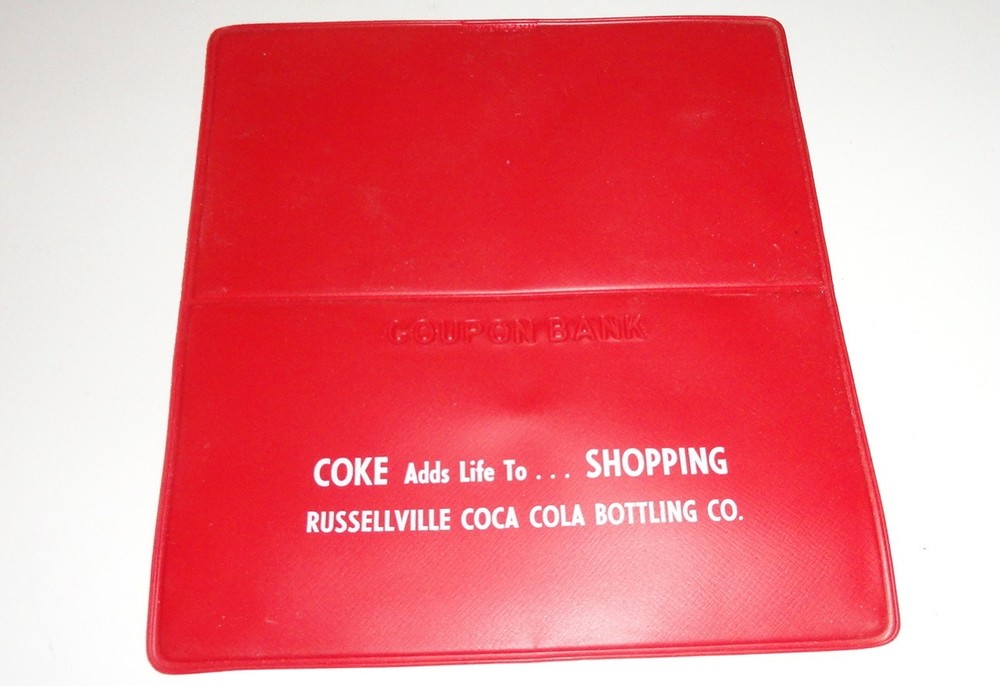 COUPON BANK
COKE Adds Life To . . . SHOPPING
RUSSELLVILLE COCA COLA BOTTLING CO.